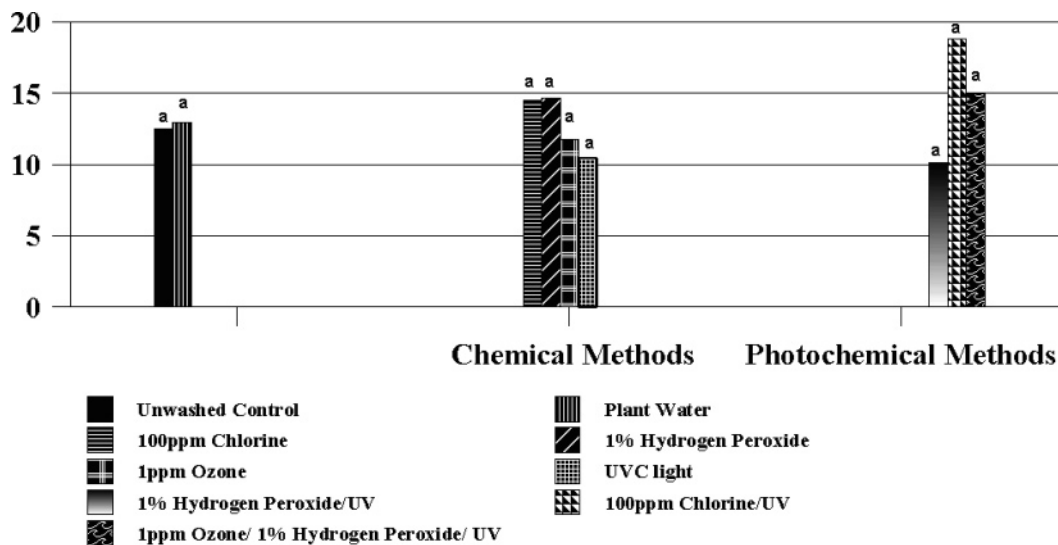 20
a
a
a
a
a
15
a
a
a
a
10
5
0
Chemical Methods
Photochemical Methods
Unwashed Control
Plant Water
100ppm Chlorine
1% Hydrogen Peroxide
1ppm Ozone
UVC light
1% Hydrogen Peroxide/UV
100ppm Chlorine/UV
1ppm Ozone/ 1% Hydrogen Peroxide/ UV